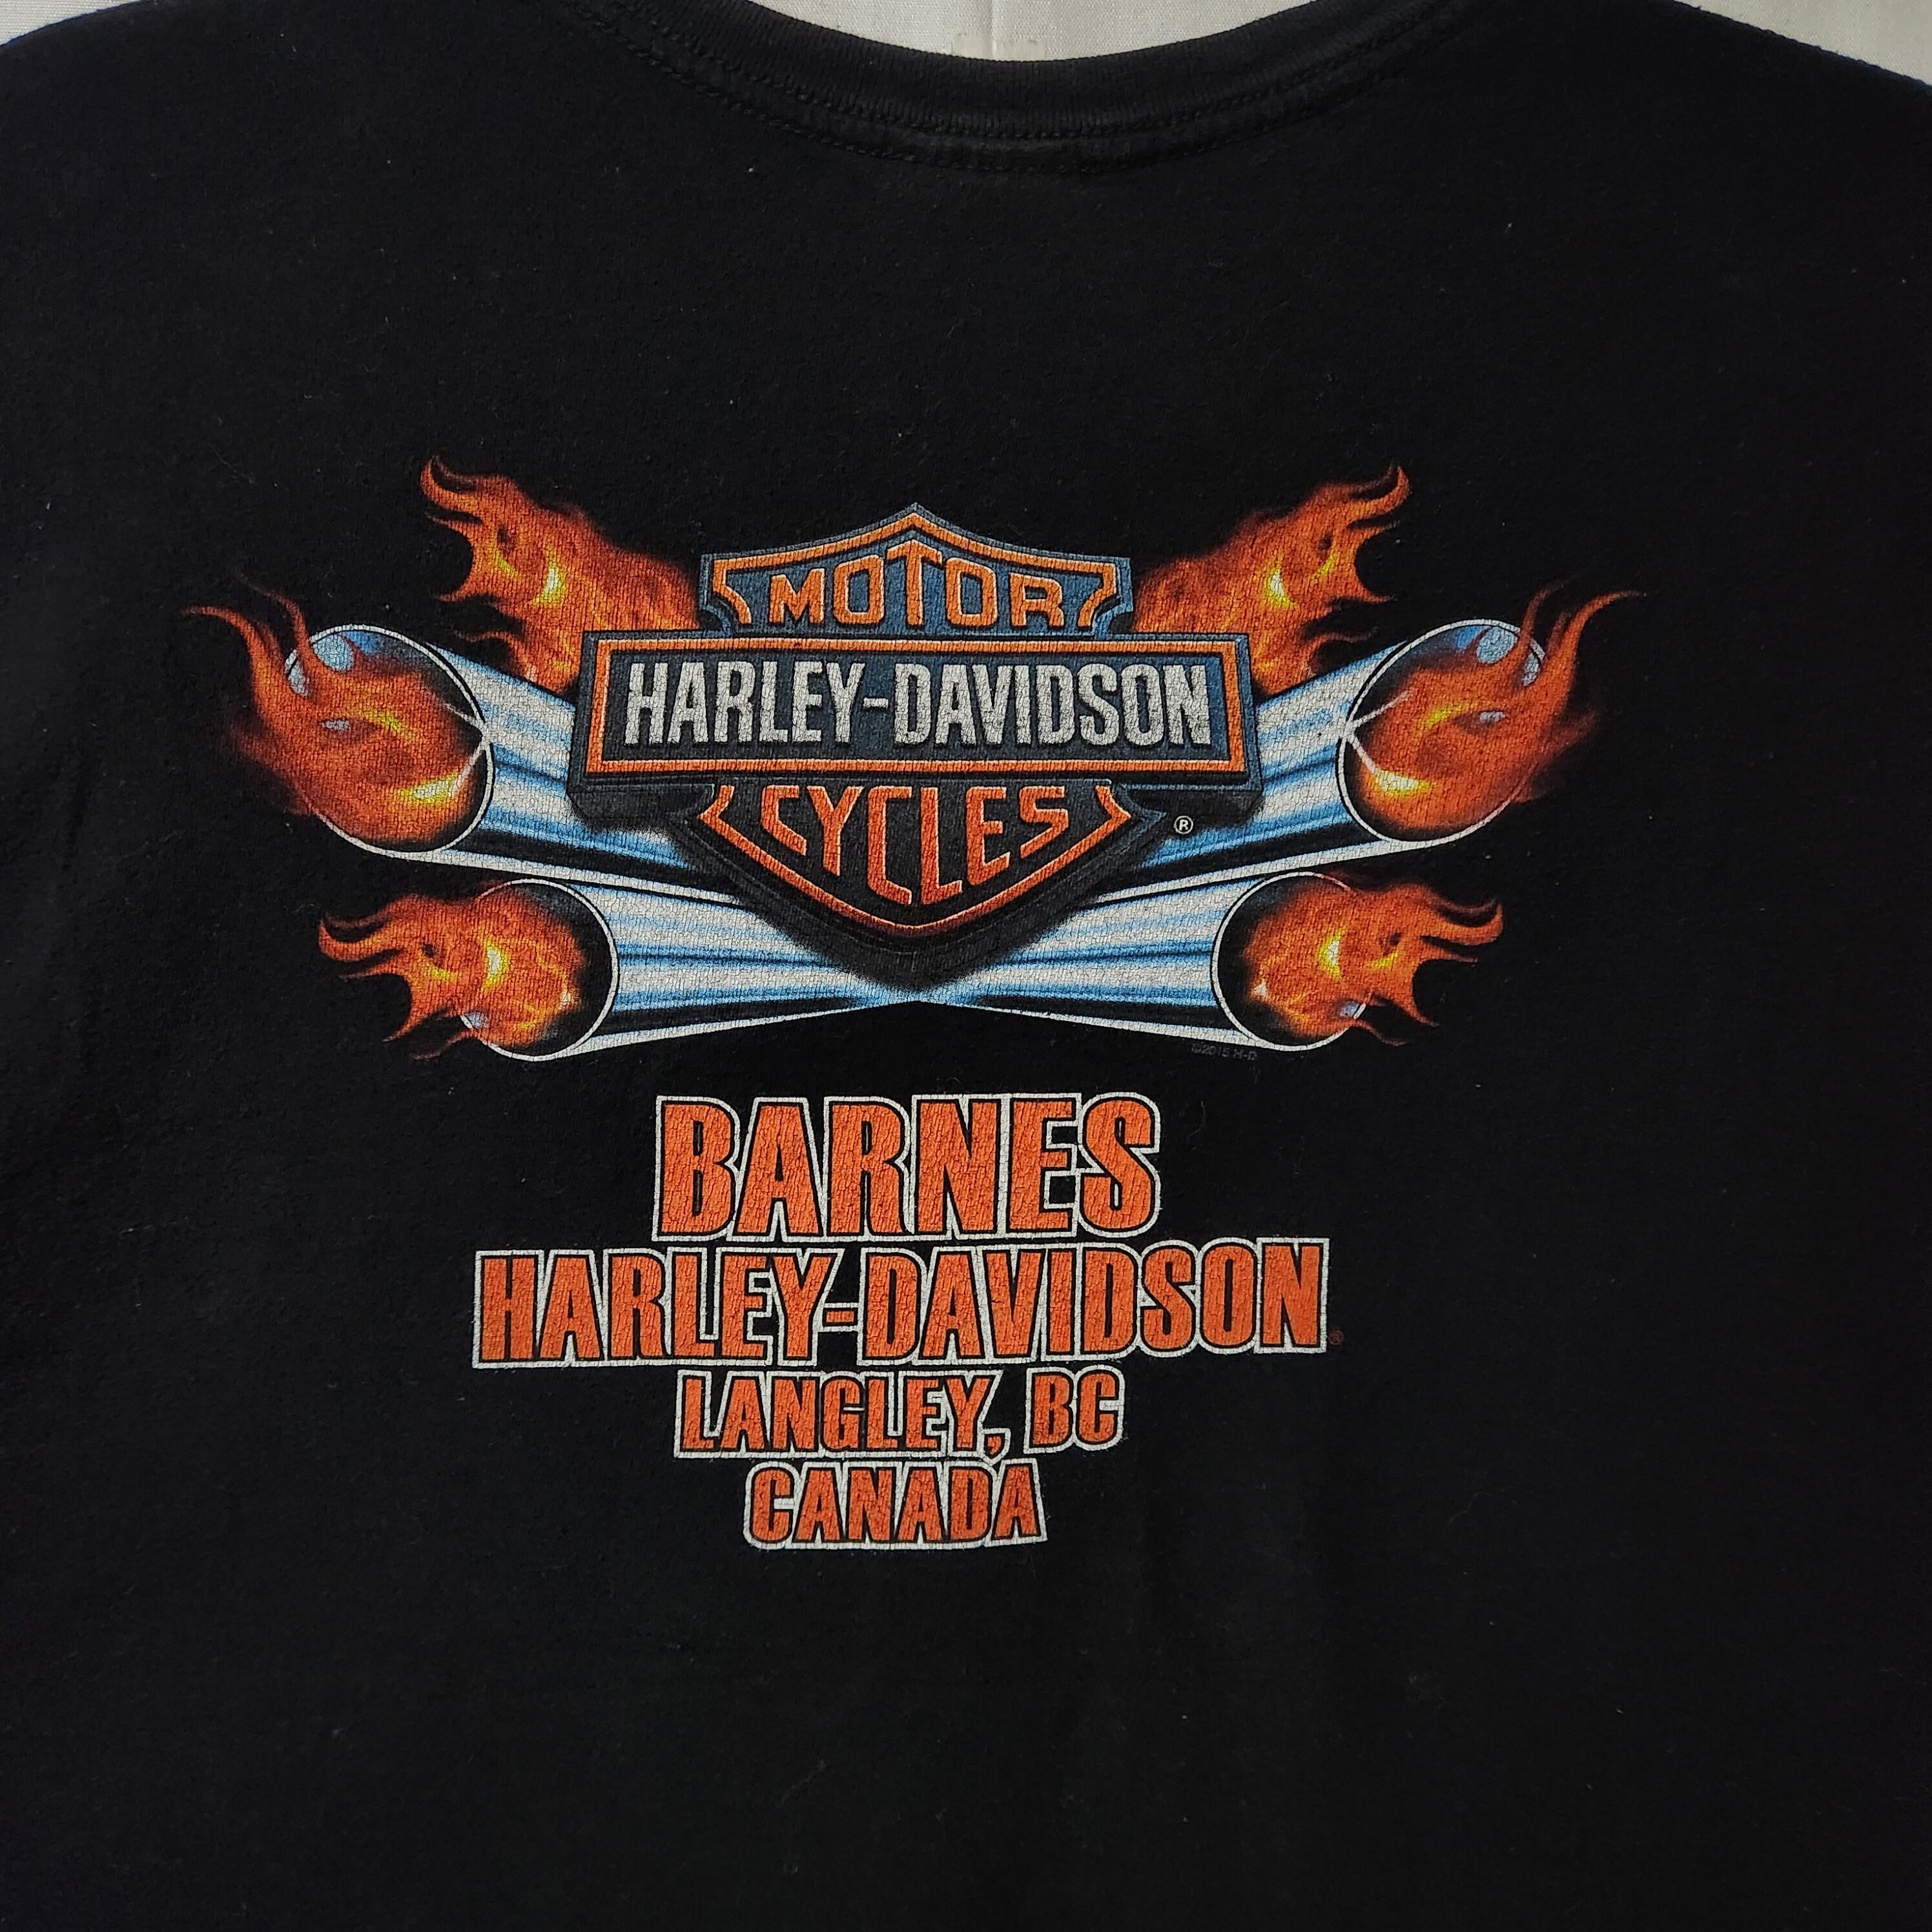 MOTOR
HARLEY-DAVIDSON
CYCLES ®
©2015 H-D
BARNES
HARLEY-DAVIDSON®
LANGLEY, BC
CANADA